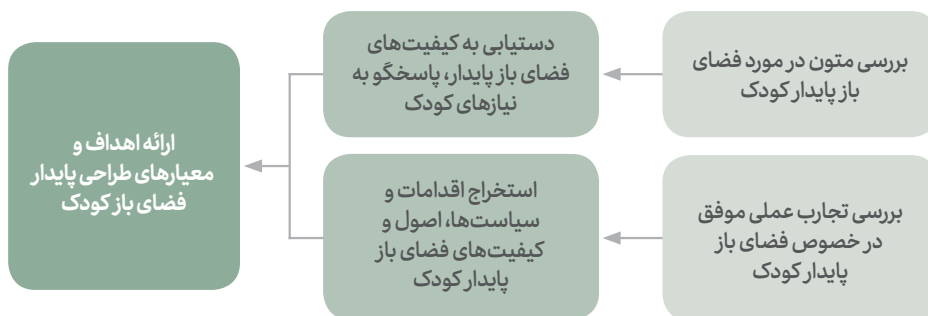 بررسی متون در مورد فضای
باز پایدار کودک
دستیابی به کیفیت‌های
فضای باز پایدار، پاسخگو به
نیازهای کودک
بررسی تجارب عملی موفق
در خصوص فضای باز
پایدار کودک
استخراج اقدامات و
سیاست‌ها، اصول و
کیفیت‌های فضای باز
پایدار کودک
ارائه اهداف و
معیارهای طراحی پایدار
فضای باز کودک